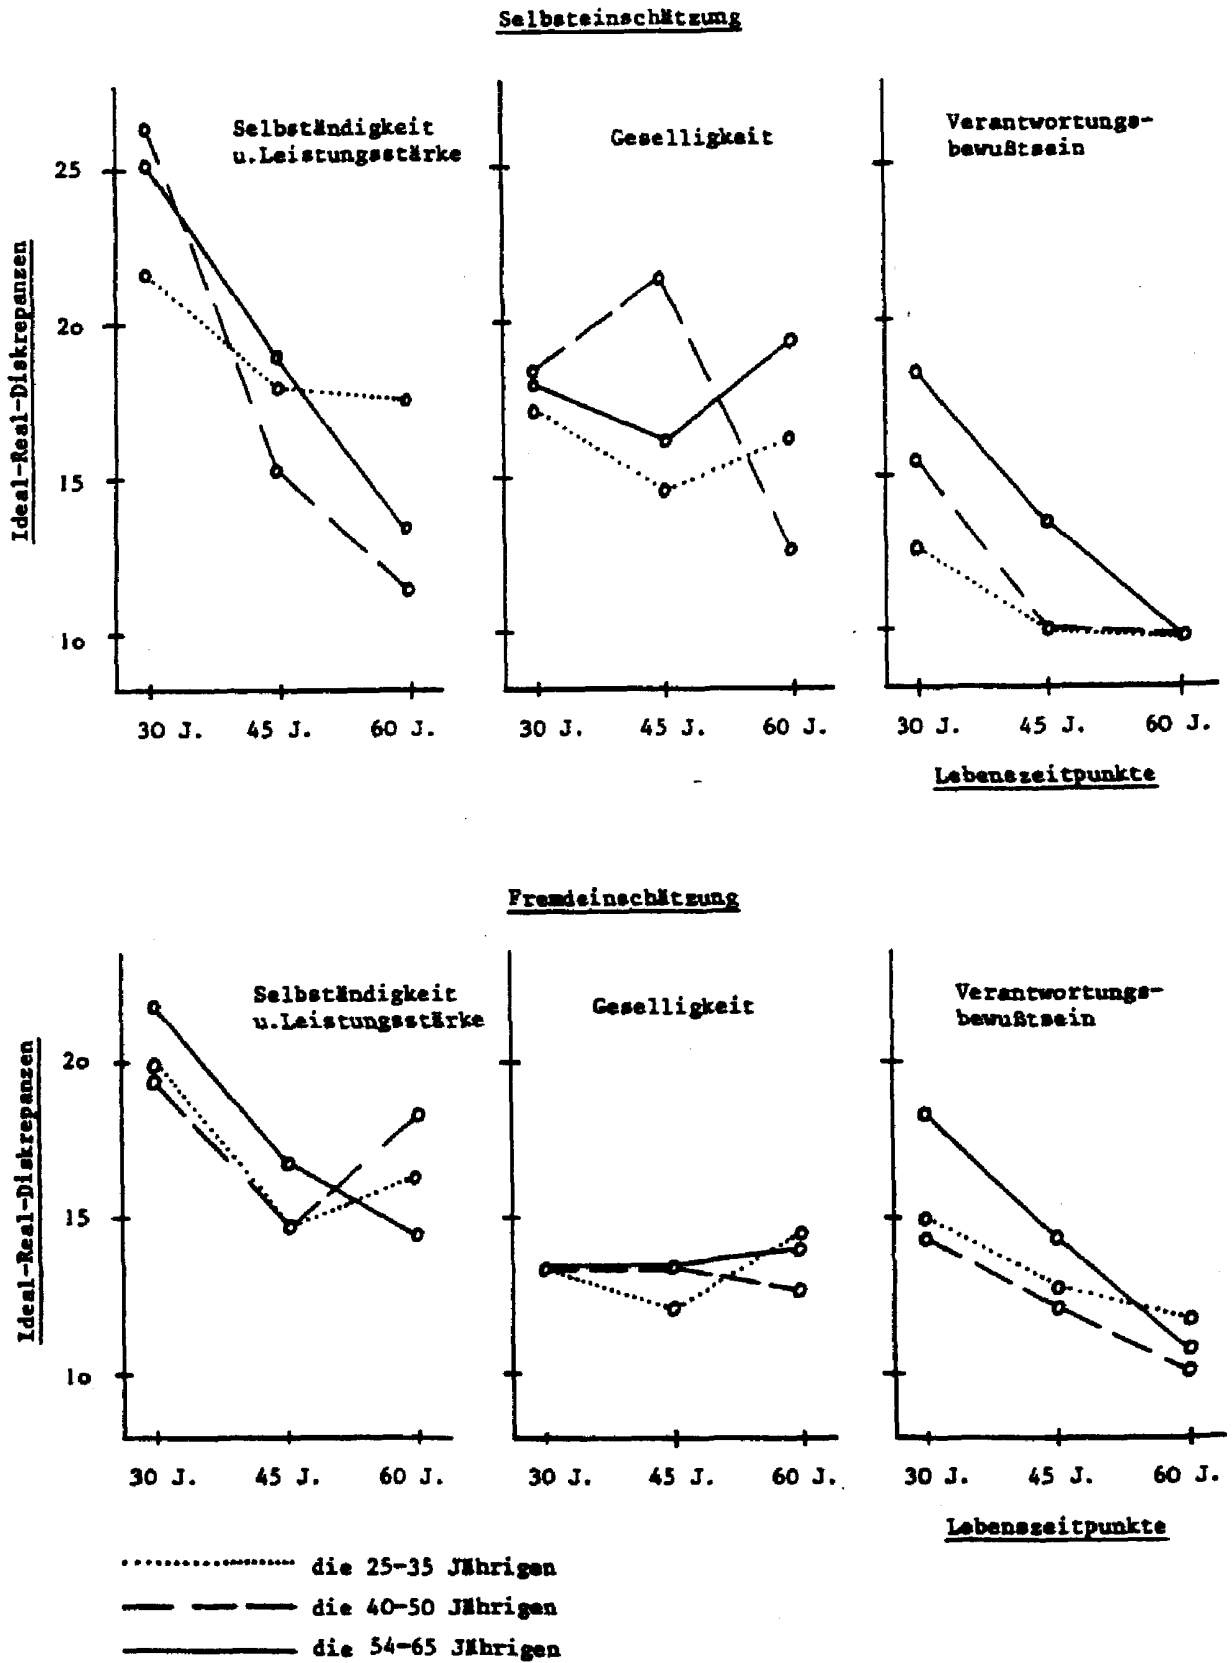 Selbsteinschätzung
Selbständigkeit
u.Leistungsstärke
Geselligkeit
Verantwortungs-
bewußtsein
Ideal-Real-Diskrepanzen
25
2o
15
1o
30 J. 45 J. 60 J.
30 J. 45 J. 60 J.
30 J. 45 J. 60 J.
Lebenszeitpunkte
Fremdeinschätzung
Selbständigkeit
u.Leistungsstärke
Geselligkeit
Verantwortungs-
bewußtsein
Ideal-Real-Diskrepanzen
2o
15
1o
30 J. 45 J. 60 J.
30 J. 45 J. 60 J.
30 J. 45 J. 60 J.
Lebenszeitpunkte
die 25-35 Jährigen
die 40-50 Jährigen
die 54-65 Jährigen